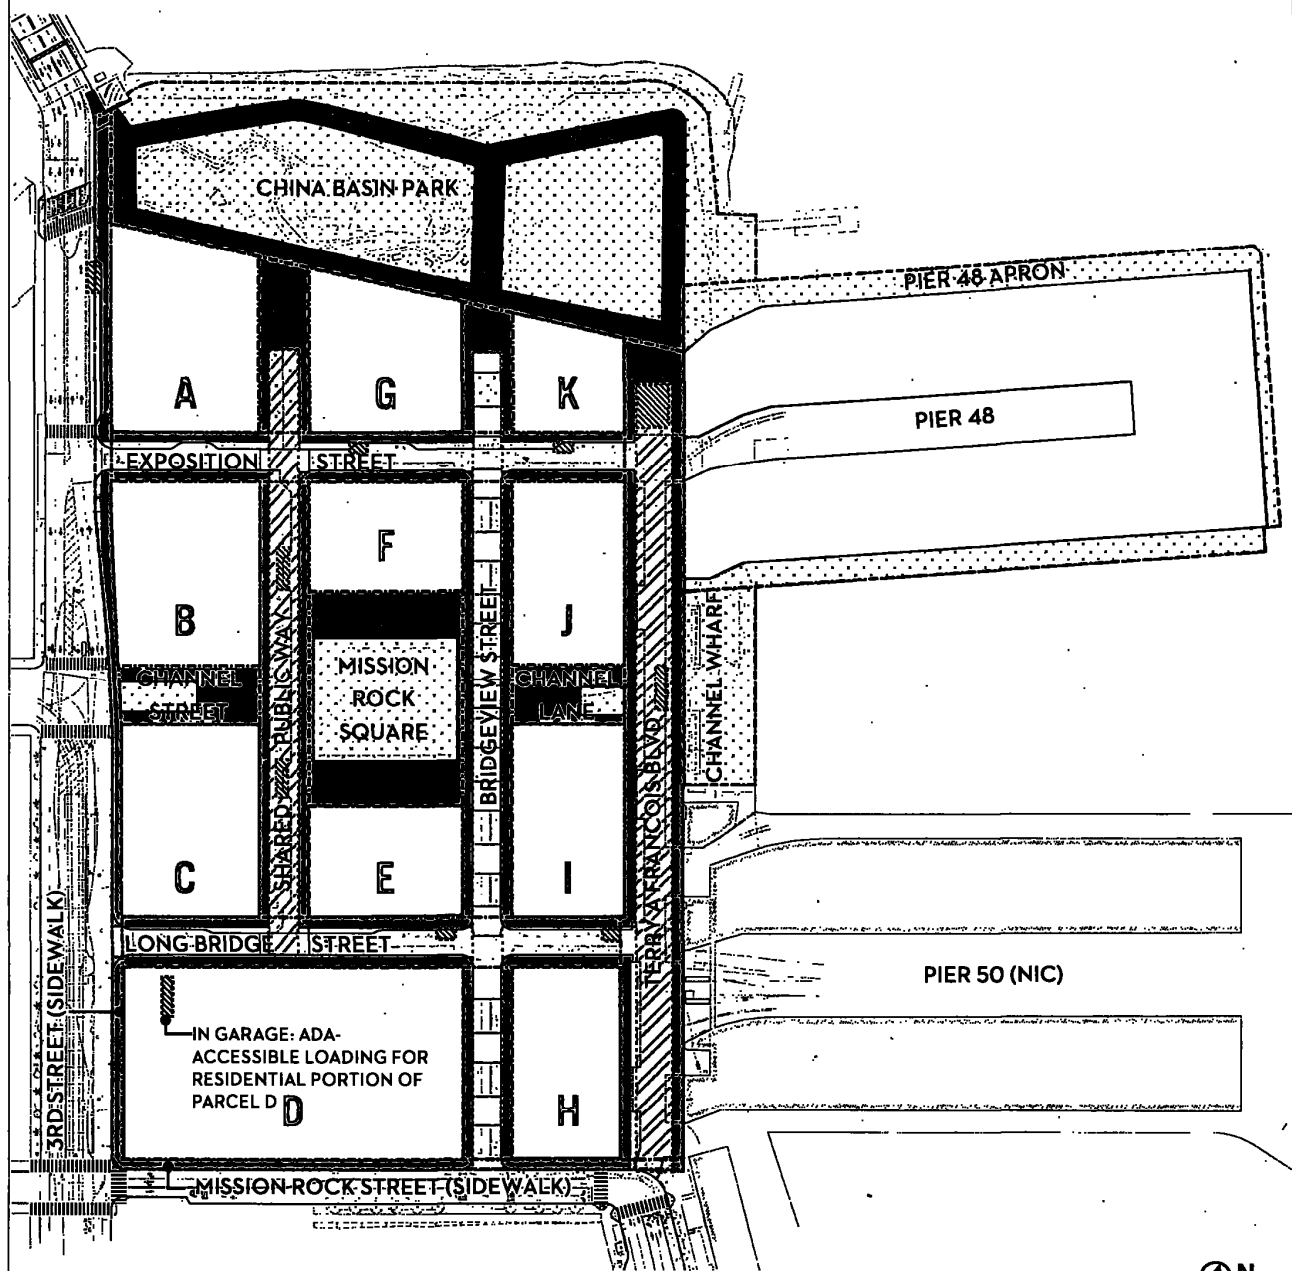 CHINA BASIN PARK
PIER 48 APRON
A
G
K
PIER 48
EXPOSITION STREET
F
B
J
CHANNEL WHARF
SHARED PUBLIC WAY
BRIDGEVIEW STREET
MISSION
ROCK
SQUARE
CHANNEL
STREET
CHANNEL
LANE
TERRY A FRANCOIS BLVD
C
E
I
LONG BRIDGE STREET
3RD STREET (SIDEWALK)
PIER 50 (NIC)
IN GARAGE: ADA-
ACCESSIBLE LOADING FOR
RESIDENTIAL PORTION OF
PARCEL D
D
H
MISSION ROCK STREET (SIDEWALK)
N